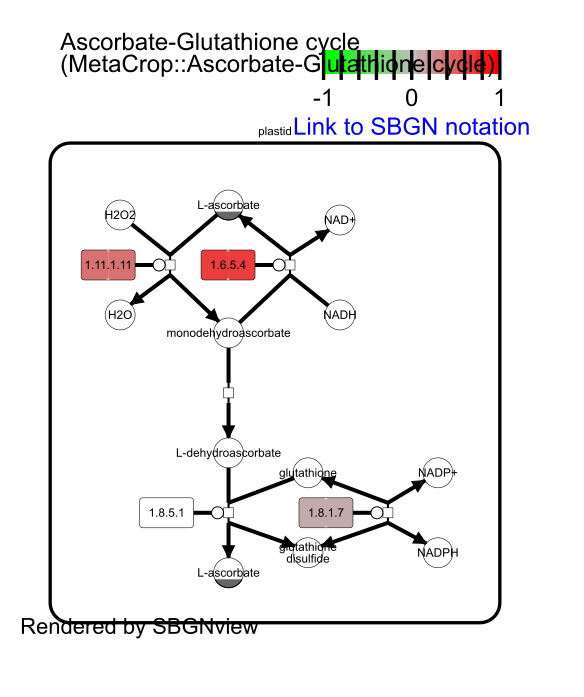 Ascorbate-Glutathione cycle
(MetaCrop::Ascorbate-Glutathione cycle)
-1 0 1
plastid Link to SBGN notation
L-ascorbate
H2O2
NAD+
1.11.1.11
1.6.5.4
H2O
NADH
monodehydroascorbate
L-dehydroascorbate
glutathione
NADP+
1.8.5.1
1.8.1.7
glutathione
disulfide
NADPH
L-ascorbate
Rendered by SBGNview